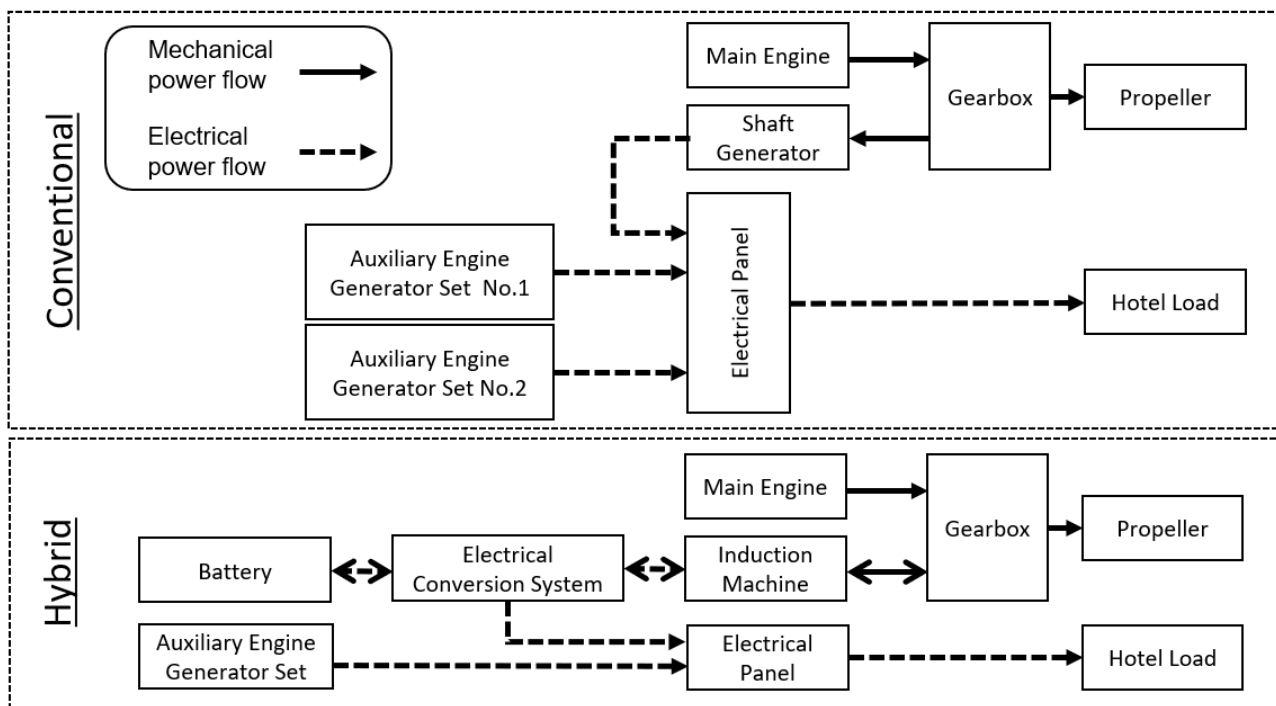 Conventional
Mechanical
power flow
Electrical
power flow
Main Engine
Gearbox
Propeller
Shaft
Generator
Auxiliary Engine
Generator Set No.1
Auxiliary Engine
Generator Set No.2
Electrical Panel
Hotel Load
Hybrid
Main Engine
Gearbox
Propeller
Battery
Electrical
Conversion System
Induction
Machine
Auxiliary Engine
Generator Set
Electrical
Panel
Hotel Load